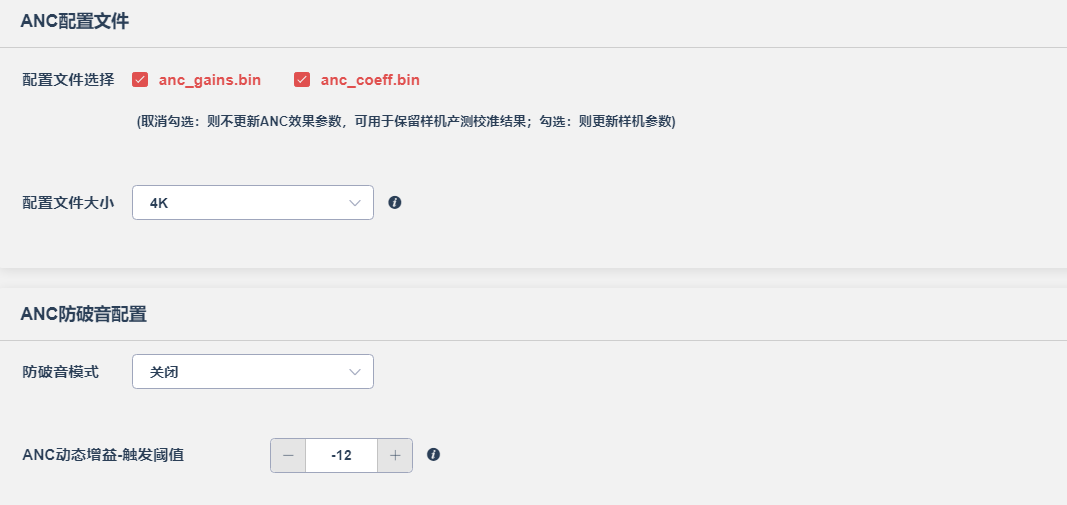 ANC配置文件
配置文件选择 anc_gains.bin anc_coeff.bin
(取消勾选：则不更新ANC效果参数，可用于保留样机产测校准结果；勾选：则更新样机参数)
配置文件大小 4K
ANC防破音配置
防破音模式 关闭
ANC动态增益-触发阈值 -12